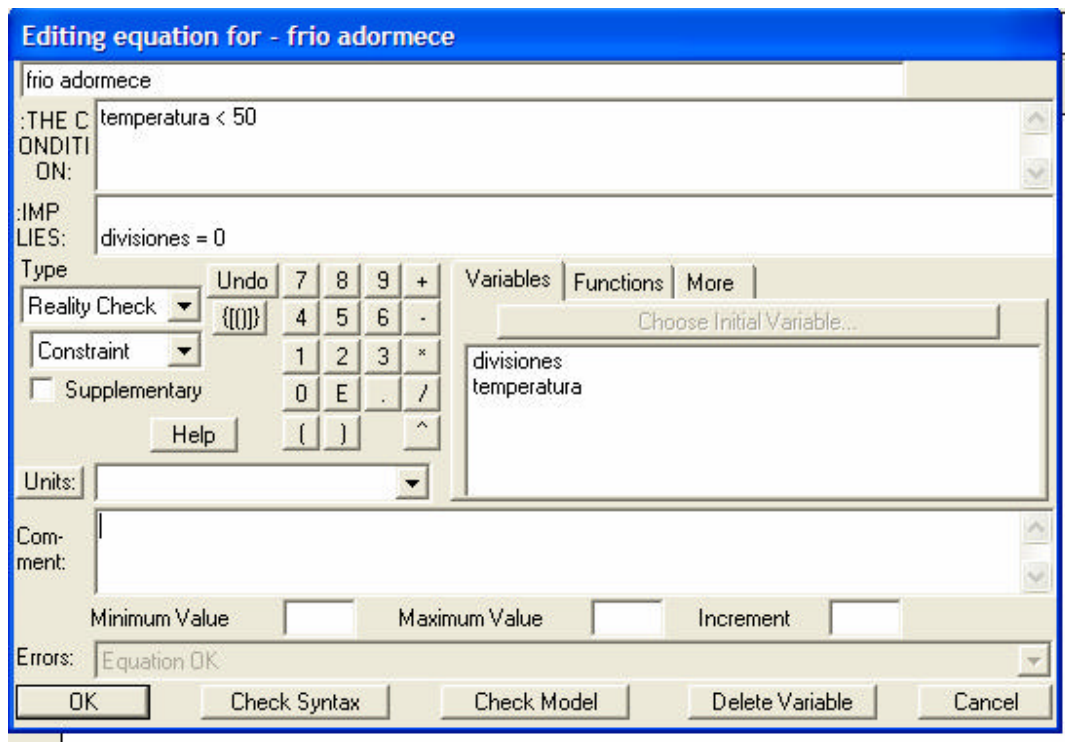 Editing equation for - frio adormece
frio adormece
:THE C
ONDITI
ON:
temperatura < 50
:IMP
LIES:
divisiones = 0
Type
Reality Check
Constraint
Supplementary
Help
Undo 7 8 9 +
{[()]} 4 5 6 -
1 2 3 *
0 E . /
( ) ^
Variables Functions More
Choose Initial Variable...
divisiones
temperatura
Units:
Com-
ment:
Minimum Value Maximum Value Increment
Errors: Equation OK
OK Check Syntax Check Model Delete Variable Cancel